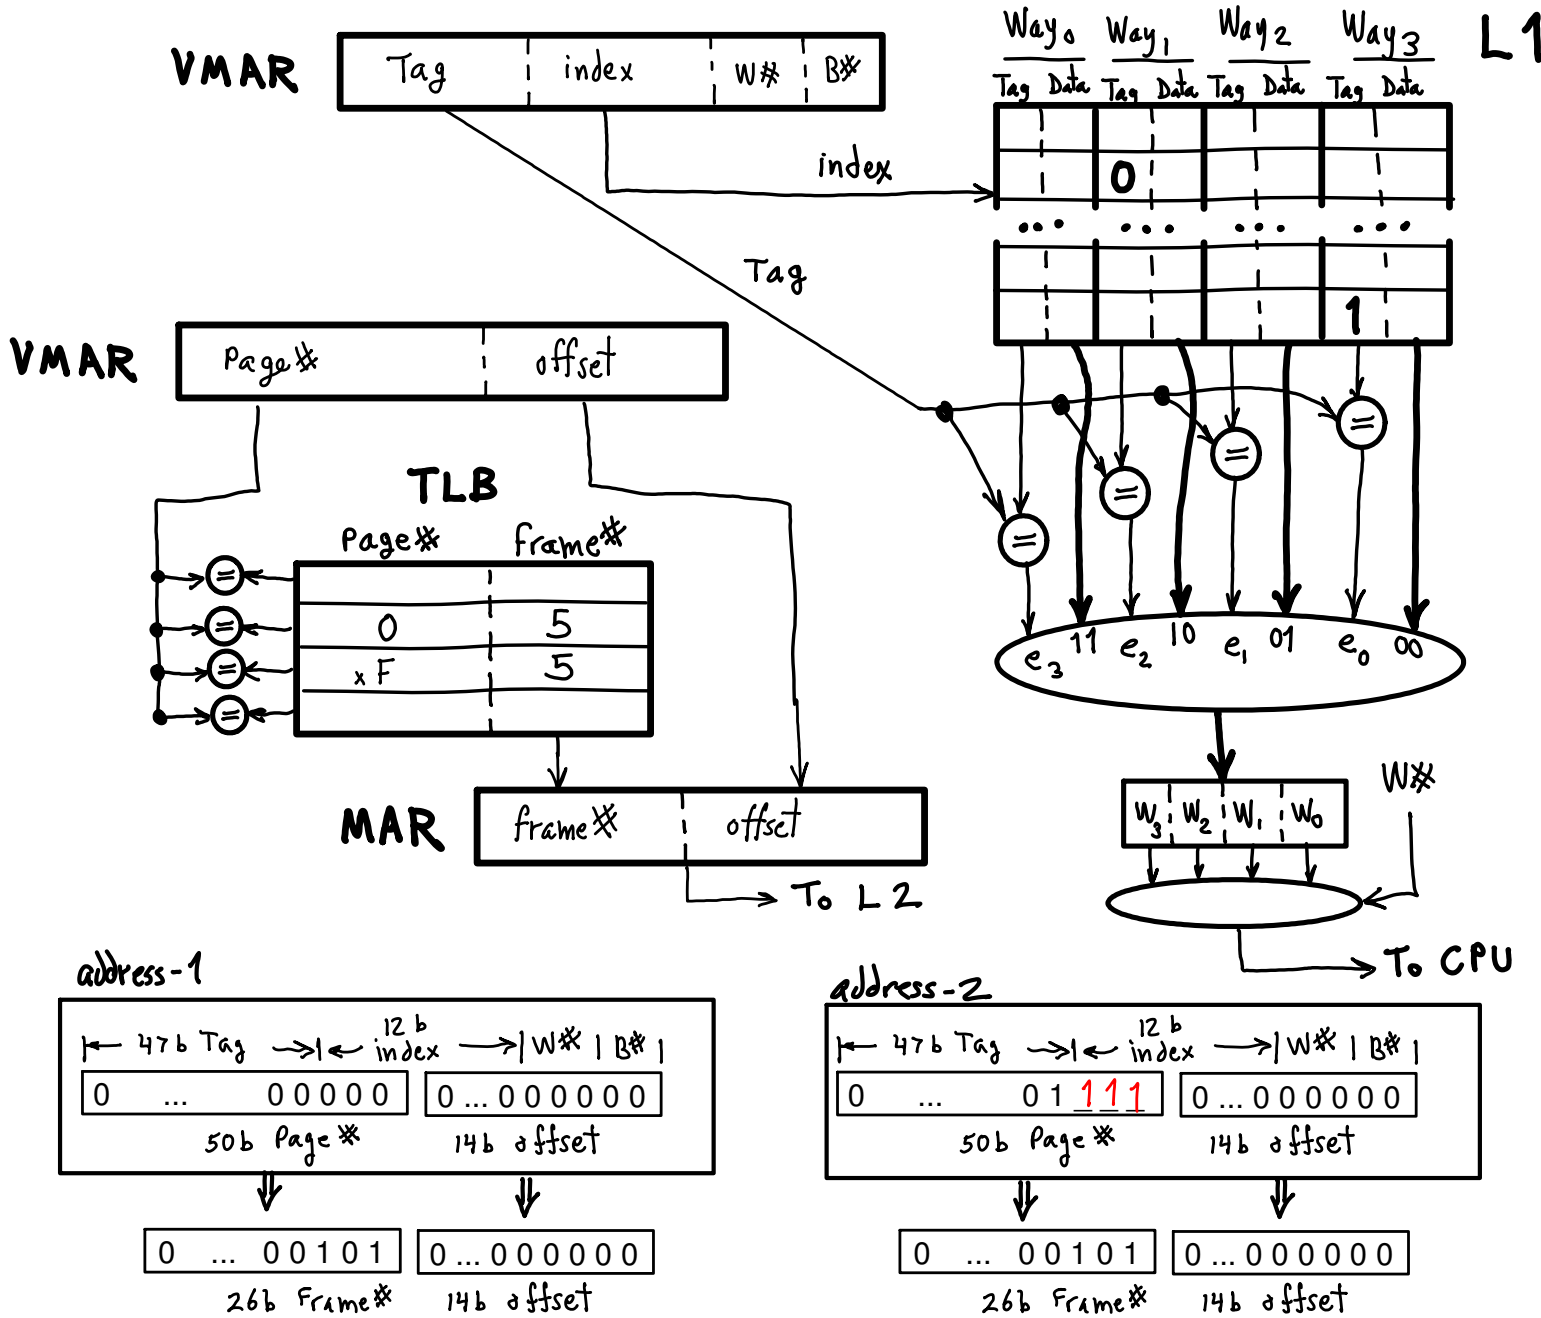 VMAR
Tag index W# B#
L1
Way0 Way1 Way2 Way3
Tag Data Tag Data Tag Data Tag Data
index
0
... ... ... ...
1
Tag
= = = =
e3 11 e2 10 e1 01 e0 00
W3 W2 W1 W0
W#
To CPU
VMAR
Page# offset
TLB
Page# frame#
=
= 0 5
= xF 5
=
MAR
frame# offset
To L2
address-1
47b Tag 12b index W# B#
0 ... 00000 0...000000
50b Page# 14b offset
0 ... 00101 0...000000
26b Frame# 14b offset
address-2
47b Tag 12b index W# B#
0 ... 01111 0...000000
50b Page# 14b offset
0 ... 00101 0...000000
26b Frame# 14b offset